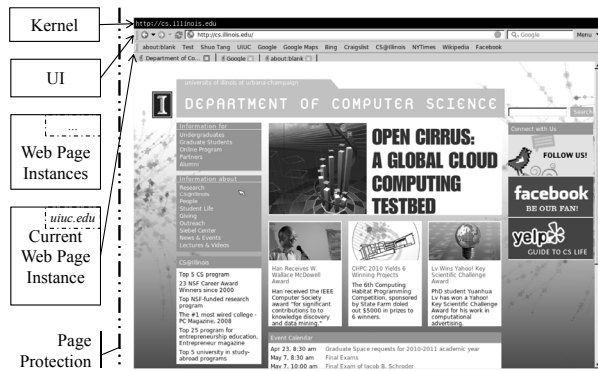 Kernel
UI
...
Web Page
Instances
uiuc.edu
Current
Web Page
Instance
Page
Protection
http://cs.illinois.edu
http://cs.illinois.edu/
Google
Menu
about:blank Test Shuo Tang UIUC Google Google Maps Bing Craigslist CS@Illinois NYTimes Wikipedia Facebook
Department of Co... Google about:blank
university of illinois at urbana-champaign
I DEPARTMENT OF COMPUTER SCIENCE
Search
Information for
Undergraduates
Graduate Students
Online Program
Partners
Alumni
Information about
Research
CS@Illinois
People
Student Life
Giving
Outreach
Siebel Center
News & Events
Lectures & Videos
CS@Illinois
Top 5 CS program
23 NSF Career Award
Winners since 2000
Top NSF-funded research
program
The #1 most wired college -
PC Magazine, 2008
Top 25 program for
entrepreneurship education.
Entrepreneur magazine
Top 5 university in study-
abroad programs
OPEN CIRRUS:
A GLOBAL CLOUD
COMPUTING
TESTBED
Han Receives W.
Wallace McDowell
Award
Han received the IEEE
Computer Society
award "for significant
contributions to to
knowledge discovery
and data mining."
CHPC 2010 Yields 6
Winning Projects
The 6th Computing
Habitat Programming
Competition, sponsored
by State Farm doled
out $5000 in prizes to
6 winners.
Lv Wins Yahoo! Key
Scientific Challenge
Award
PhD student Yuanhua
Lv has won a Yahoo!
Key Scientific Challenge
Award for his work in
computational
advertising.
Event Calendar
Apr 23, 8:30 am Graduate Space requests for 2010-2011 academic year
May 7, 8:30 am Final Exams
May 7, 10:00 am Final Exam of Jacob B. Schroder
Connect with Us
FOLLOW US!
facebook
BE OUR FAN!
yelp
GUIDE TO CS LIFE